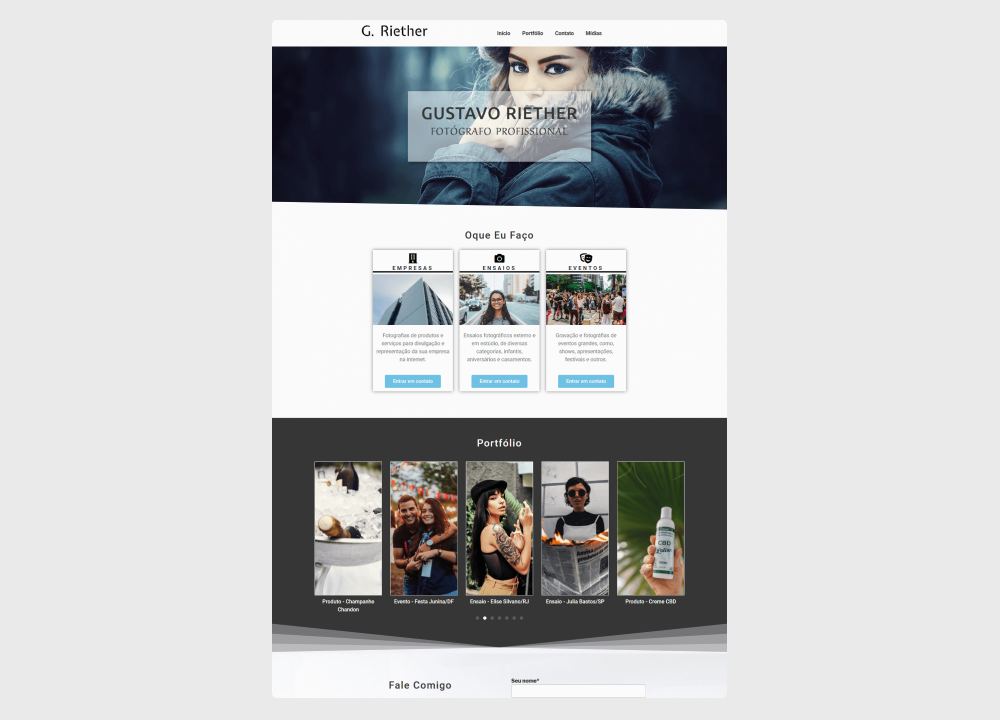 G. Riether
Início Portfólio Contato Mídias
GUSTAVO RIETHER
FOTÓGRAFO PROFISSIONAL
Oque Eu Faço
EMPRESAS
Fotografias de produtos e
serviços para divulgação e
representação da sua empresa
na internet.
Entrar em contato
ENSAIOS
Ensaios fotográficos externo e
em estúdio, de diversas
categorias, infantis,
aniversários e casamentos.
Entrar em contato
EVENTOS
Gravação e fotografias de
eventos grandes, como,
shows, apresentações,
festivais e outros.
Entrar em contato
Portfólio
Produto - Champanhe
Chandon
Evento - Festa Junina/DF
Ensaio - Elise Silvano/RJ
Ensaio - Julia Bastos/SP
CBD
Produto - Creme CBD
Fale Comigo
Seu nome*